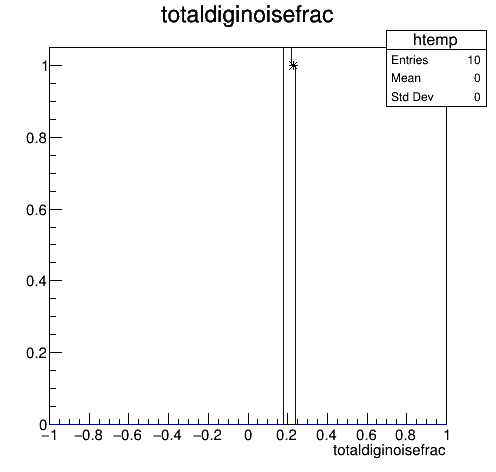 totaldiginoisefrac
htemp
Entries 10
Mean 0
Std Dev 0
1
0.8
0.6
0.4
0.2
0
−1 −0.8 −0.6 −0.4 −0.2 0 0.2 0.4 0.6 0.8 1
totaldiginoisefrac